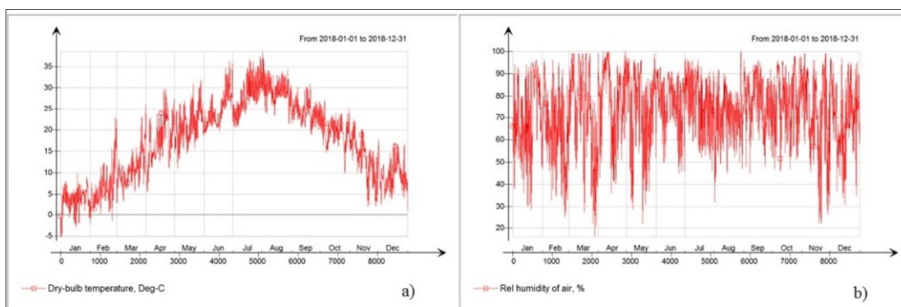 From 2018-01-01 to 2018-12-31
35
30
25
20
15
10
5
0
-5
Jan Feb Mar Apr May Jun Jul Aug Sep Oct Nov Dec
0 1000 2000 3000 4000 5000 6000 7000 8000
Dry-bulb temperature, Deg-C
a)
From 2018-01-01 to 2018-12-31
100
90
80
70
60
50
40
30
20
Jan Feb Mar Apr May Jun Jul Aug Sep Oct Nov Dec
0 1000 2000 3000 4000 5000 6000 7000 8000
Rel humidity of air, %
b)